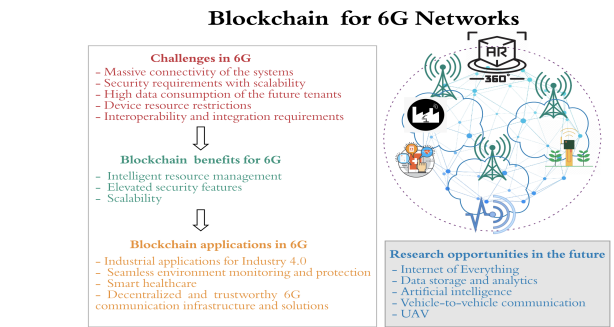 Blockchain for 6G Networks
Challenges in 6G
- Massive connectivity of the systems
- Security requirements with scalability
- High data consumption of the future tenants
- Device resource restrictions
- Interoperability and integration requirements
Blockchain benefits for 6G
- Intelligent resource management
- Elevated security features
- Scalability
Blockchain applications in 6G
- Industrial applications for Industry 4.0
- Seamless environment monitoring and protection
- Smart healthcare
- Decentralized and trustworthy 6G
communication infrastructure and solutions
AR
360°
Research opportunities in the future
- Internet of Everything
- Data storage and analytics
- Artificial intelligence
- Vehicle-to-vehicle communication
- UAV